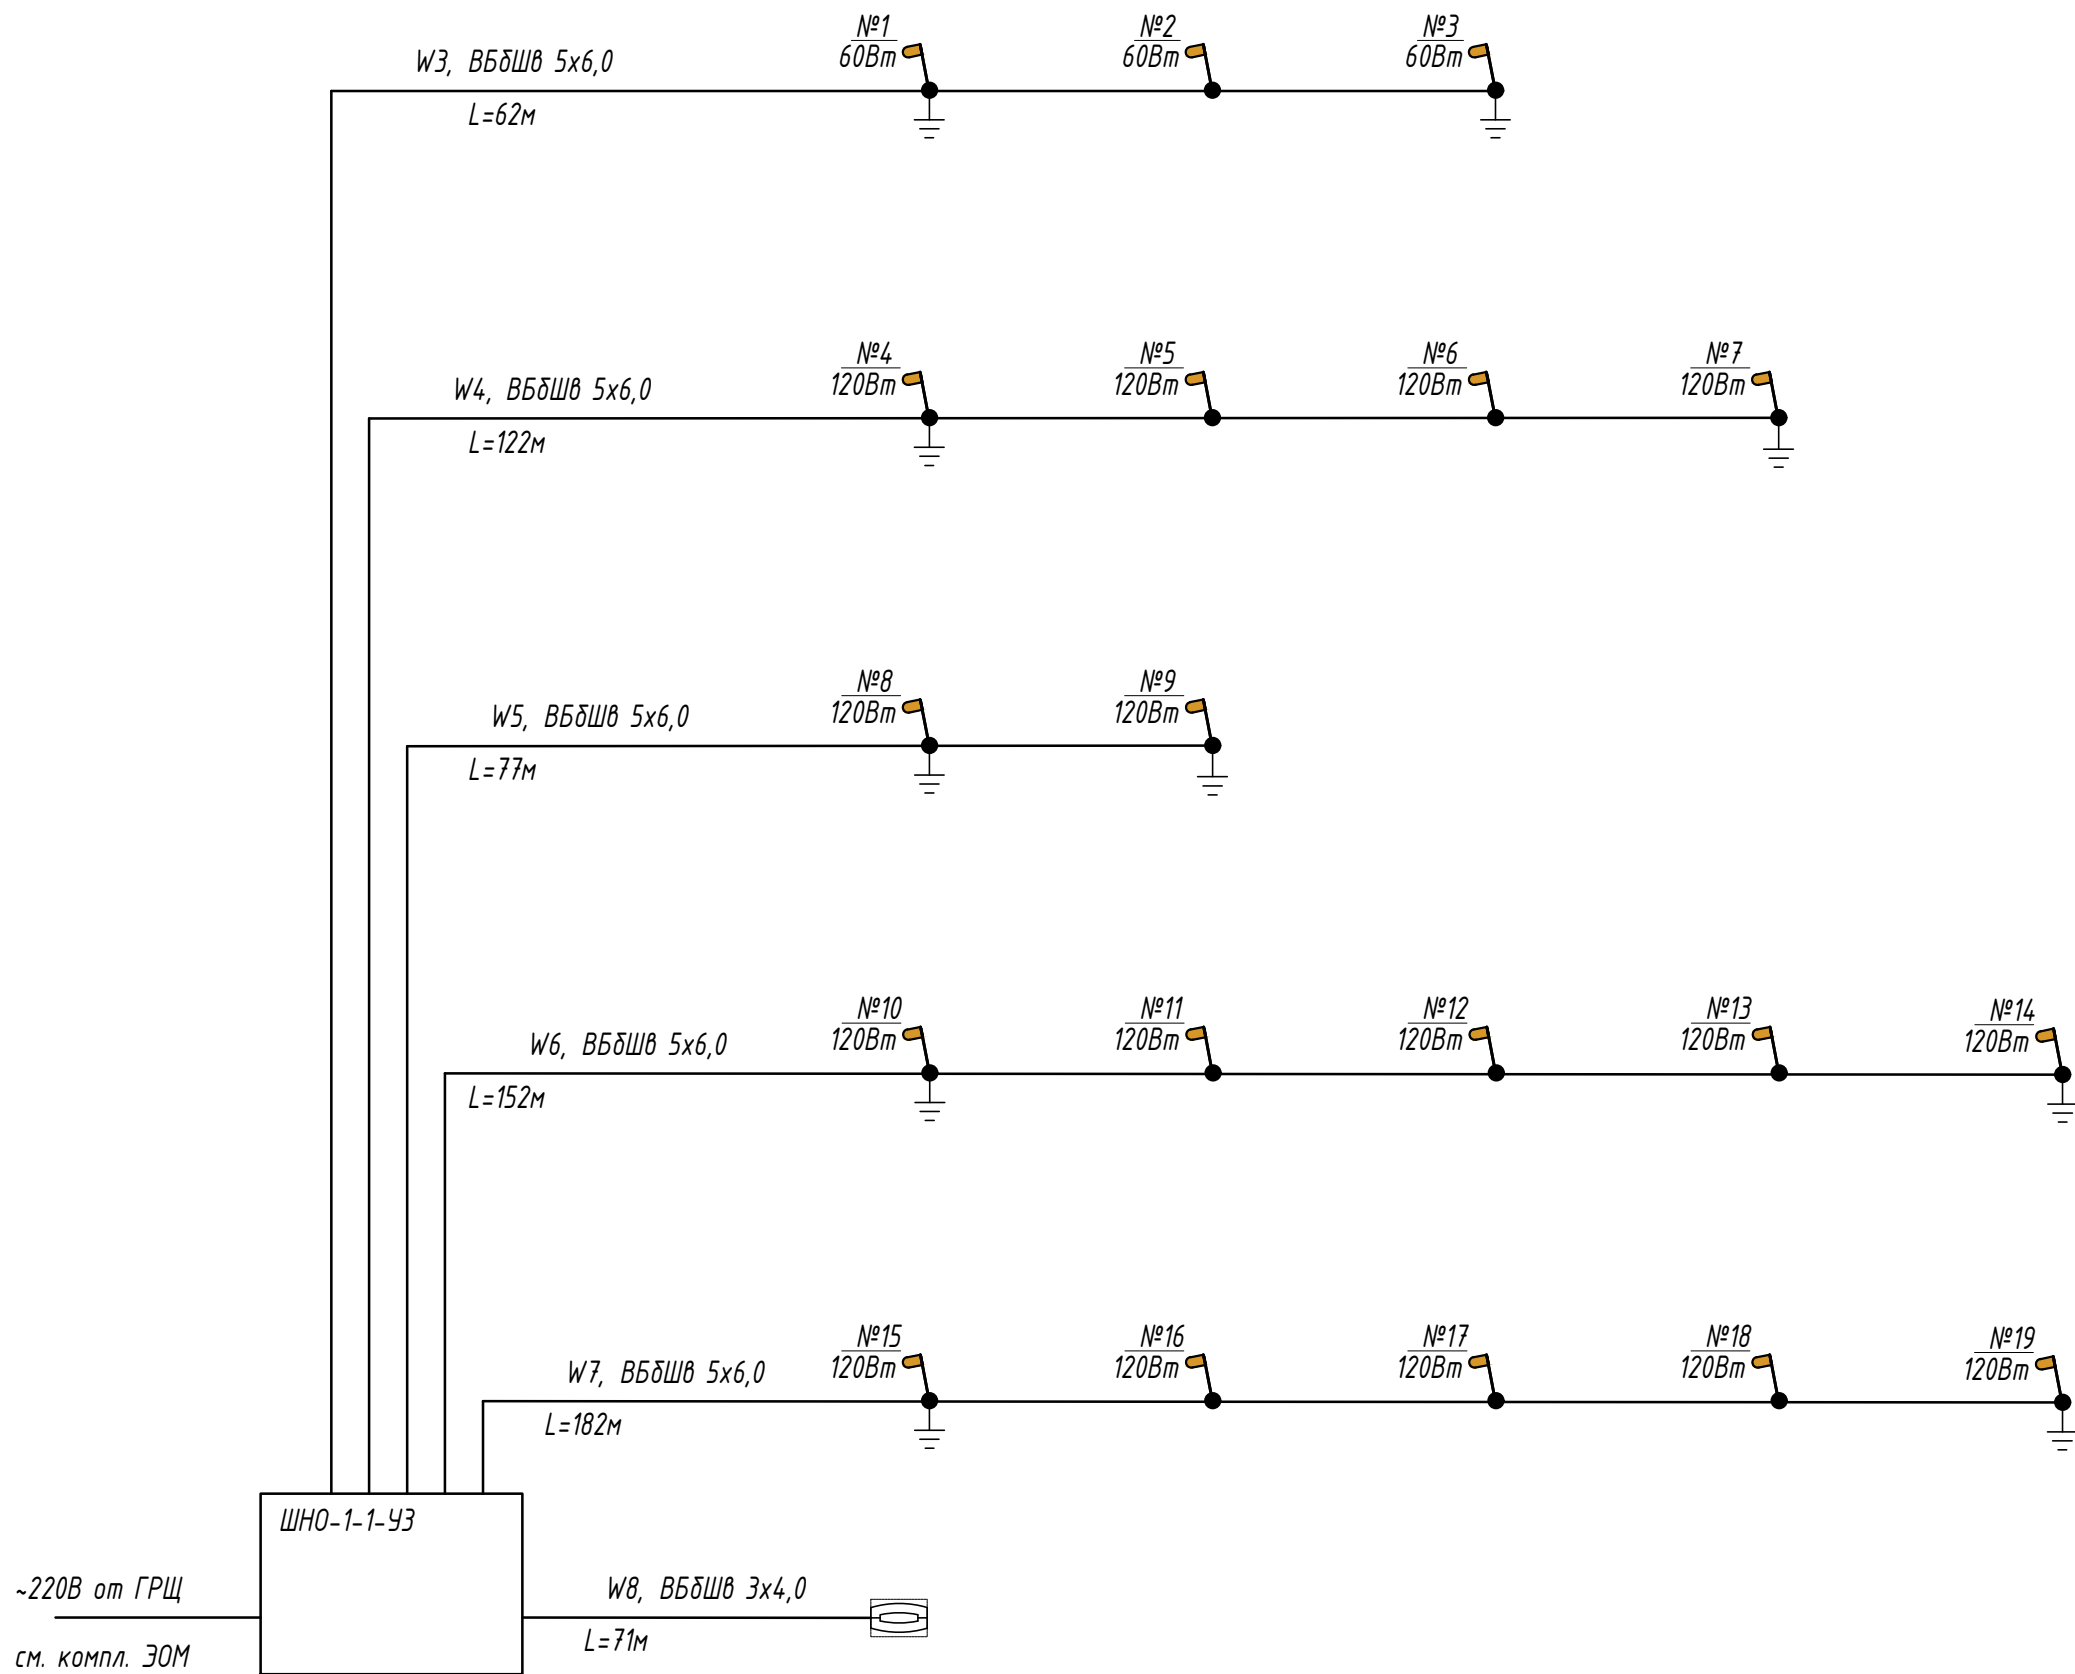 №1
60Вт
№2
60Вт
№3
60Вт
W3, ВБбШв 5х6,0
L=62м
№4
120Вт
№5
120Вт
№6
120Вт
№7
120Вт
W4, ВБбШв 5х6,0
L=122м
№8
120Вт
№9
120Вт
W5, ВБбШв 5х6,0
L=77м
№10
120Вт
№11
120Вт
№12
120Вт
№13
120Вт
№14
120Вт
W6, ВБбШв 5х6,0
L=152м
№15
120Вт
№16
120Вт
№17
120Вт
№18
120Вт
№19
120Вт
W7, ВБбШв 5х6,0
L=182м
ШНО-1-1-У3
~220В от ГРЩ
см. компл. ЭОМ
W8, ВБбШв 3х4,0
L=71м